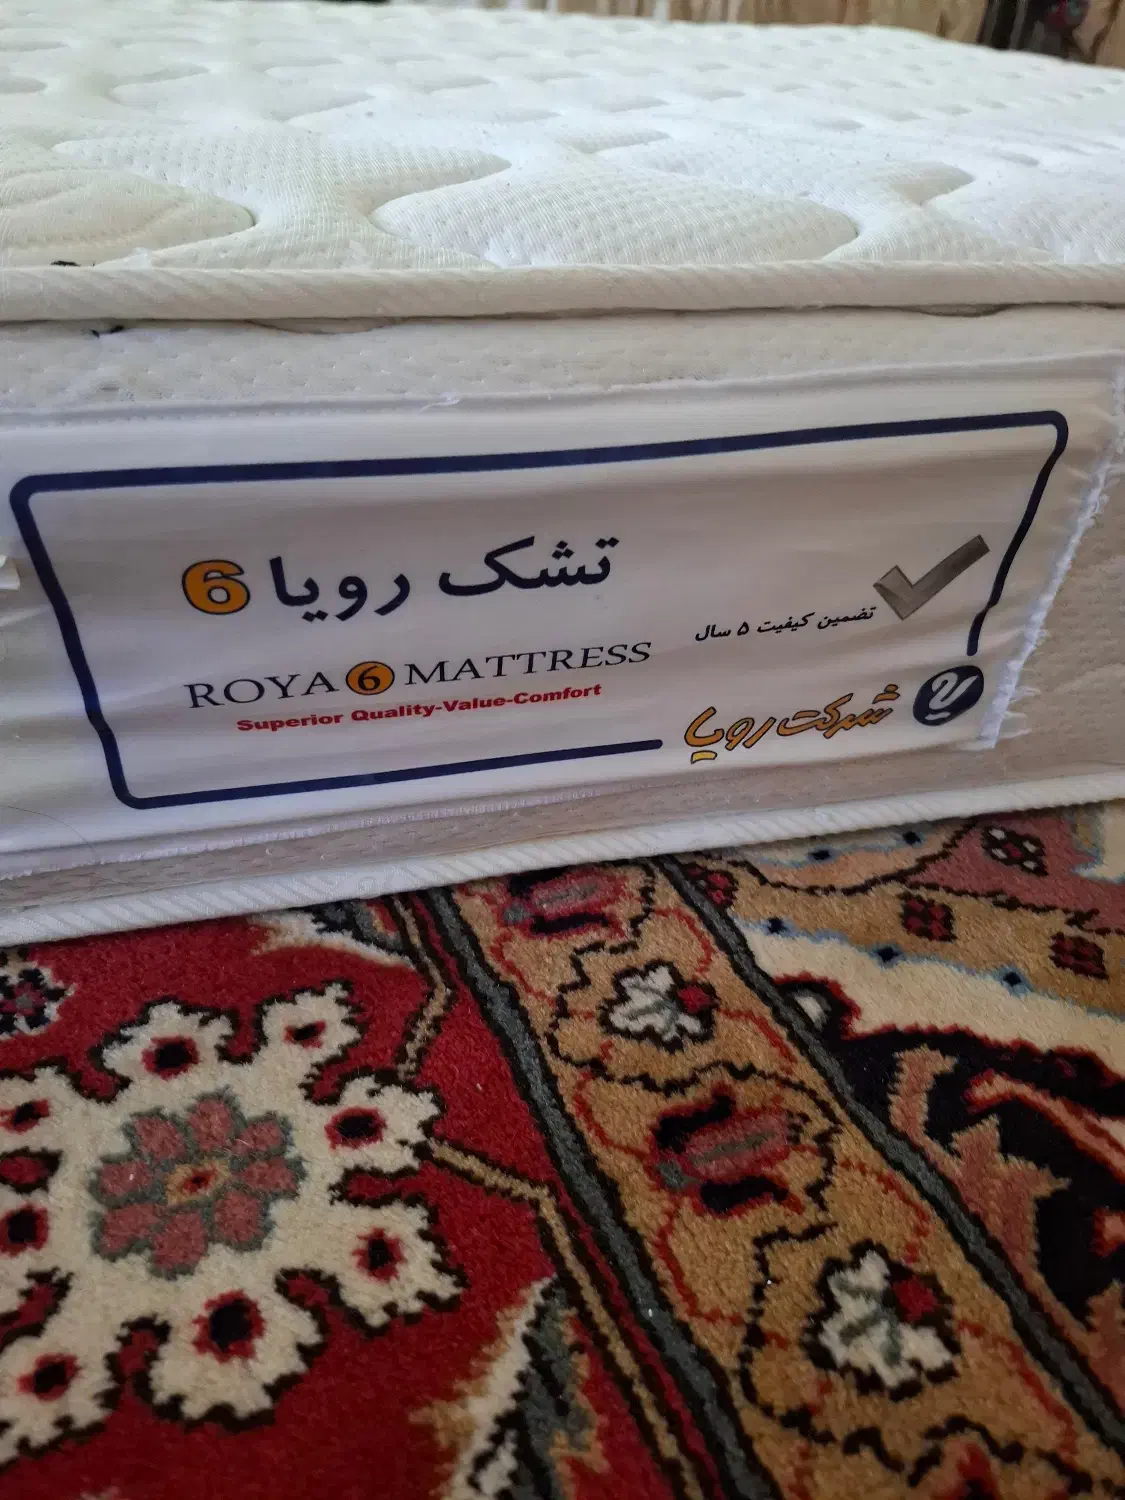 تشک رویا 6
ROYA 6 MATTRESS
Superior Quality-Value-Comfort
تضمین کیفیت ۵ سال
شرکت رویا